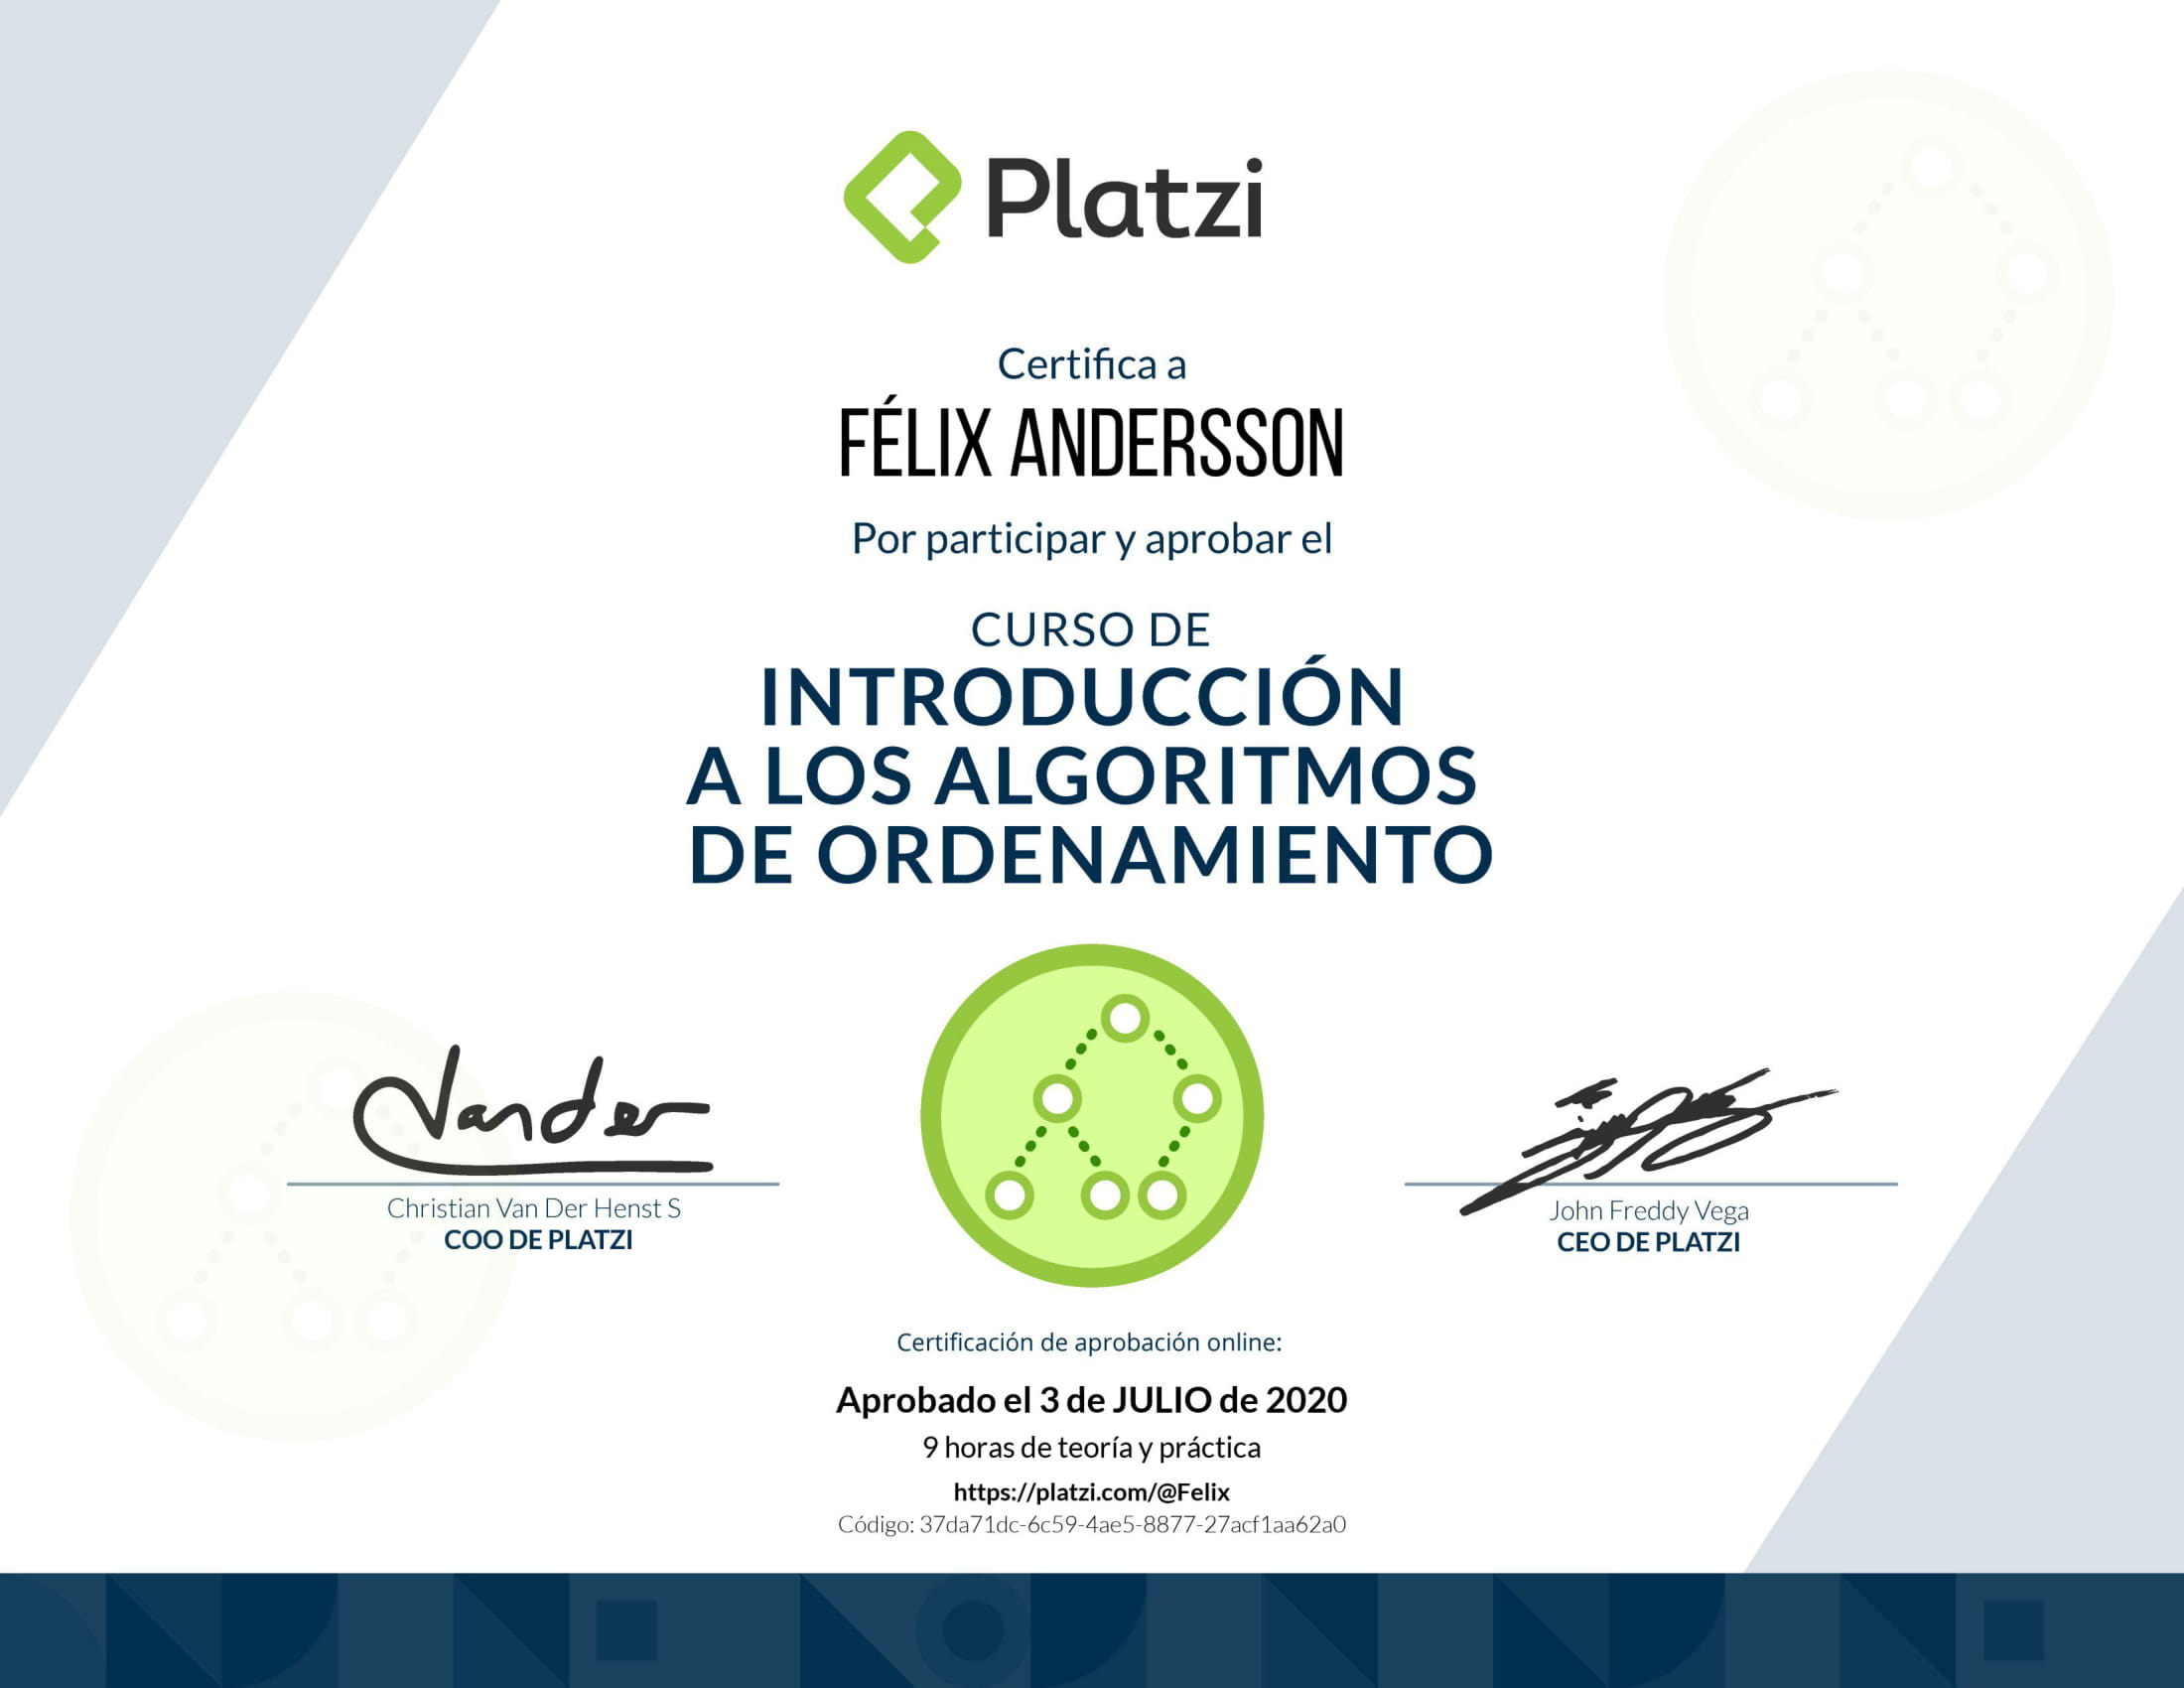 Platzi
Certifica a
FÉLIX ANDERSSON
Por participar y aprobar el
CURSO DE
INTRODUCCIÓN
A LOS ALGORITMOS
DE ORDENAMIENTO
Vander
Christian Van Der Henst S
COO DE PLATZI
John Freddy Vega
CEO DE PLATZI
Certificación de aprobación online:
Aprobado el 3 de JULIO de 2020
9 horas de teoría y práctica
https://platzi.com/@Felix
Código: 37da71dc-6c59-4ae5-8877-27acf1aa62a0